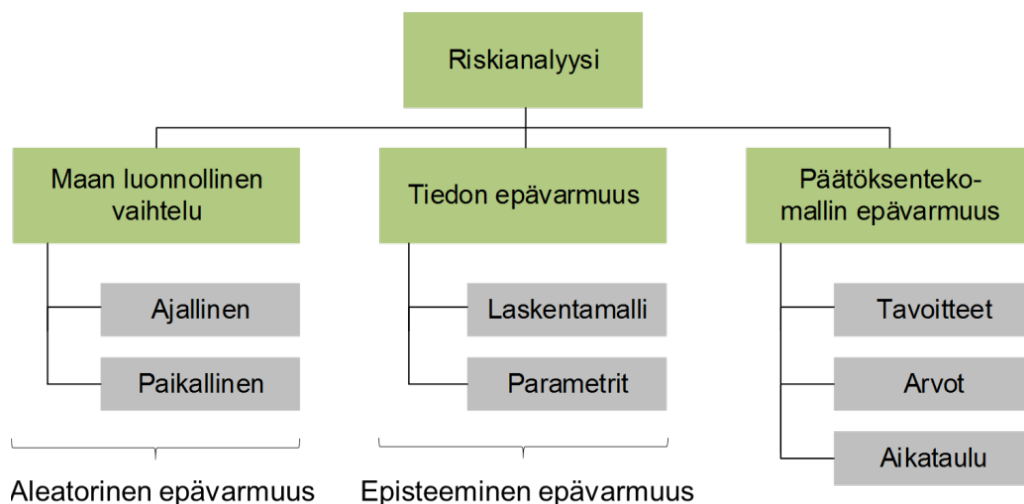 Riskianalyysi
Maan luonnollinen
vaihtelu
Ajallinen
Paikallinen
Aleatorinen epävarmuus
Tiedon epävarmuus
Laskentamalli
Parametrit
Episteeminen epävarmuus
Päätöksenteko-
mallin epävarmuus
Tavoitteet
Arvot
Aikataulu